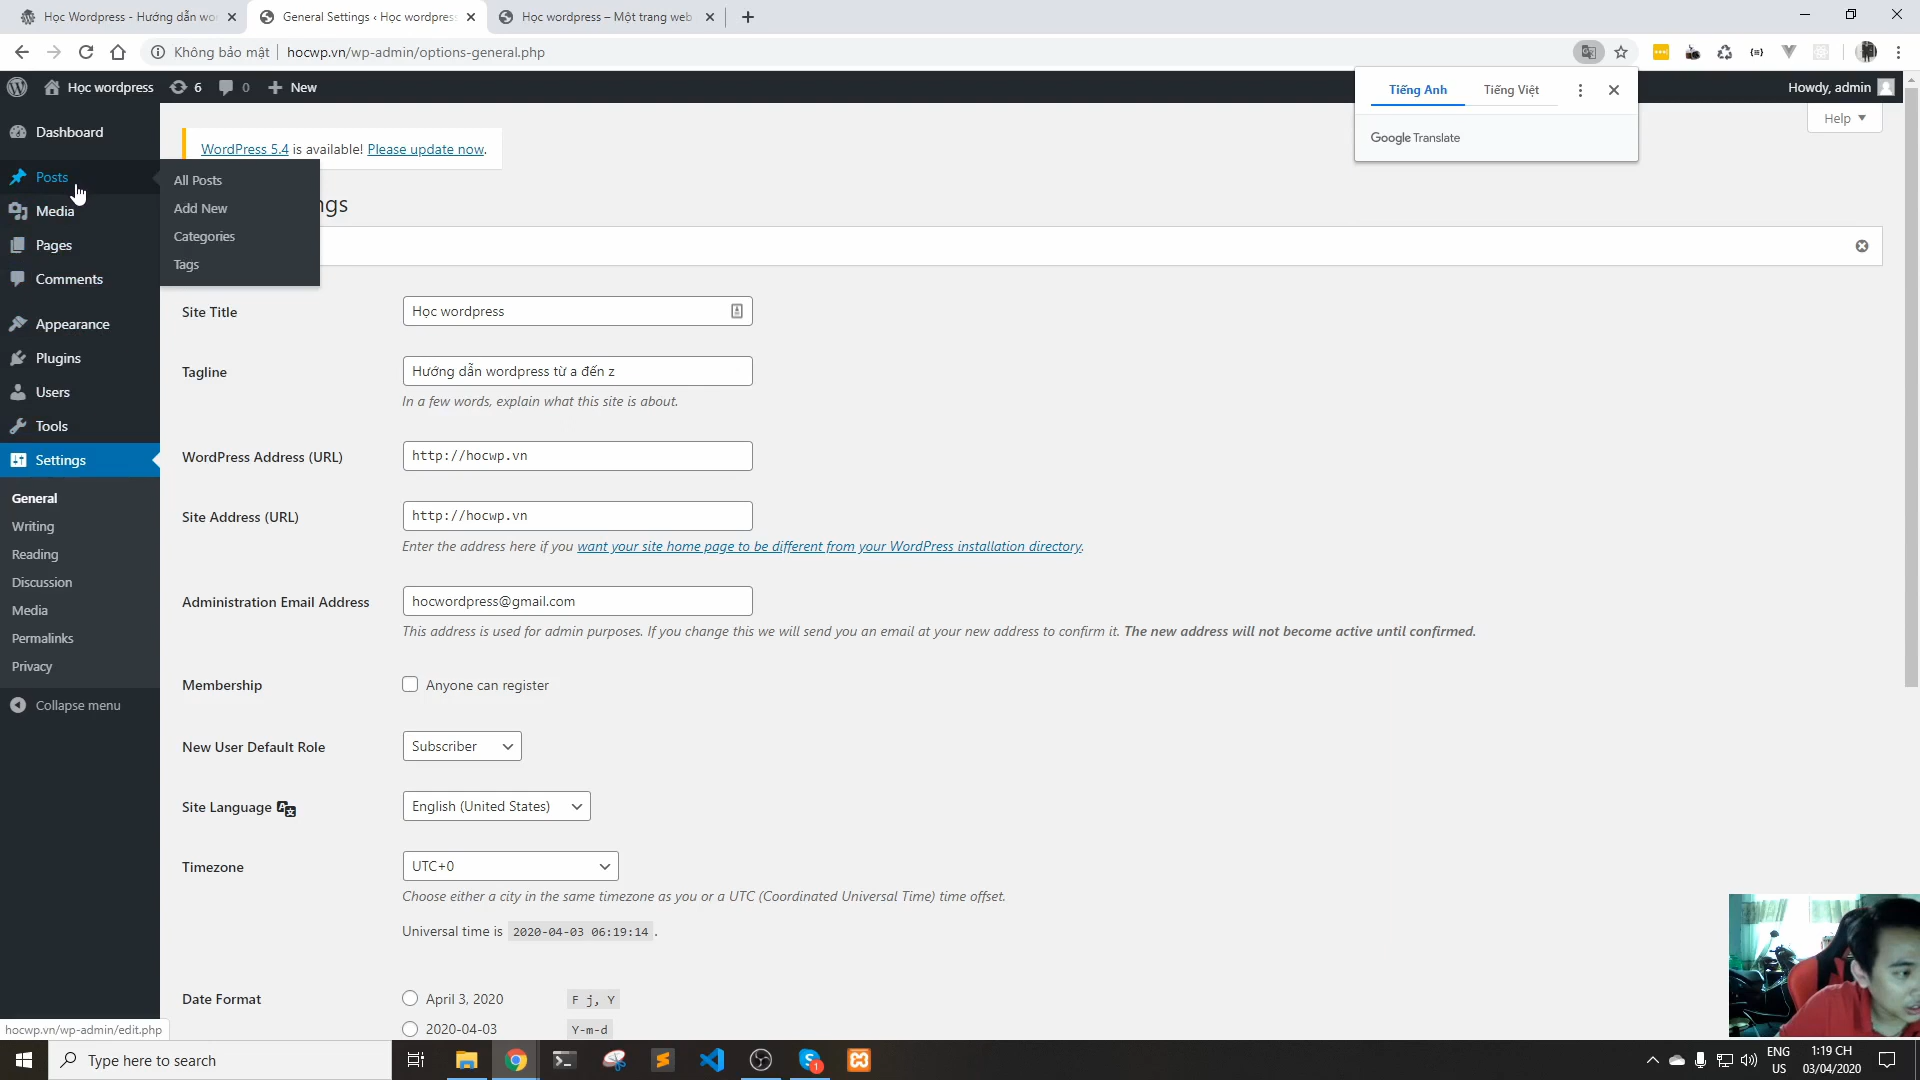 Học Wordpress - Hướng dẫn wor
General Settings ‹ Học wordpress
Học wordpress – Một trang web
Không bảo mật
hocwp.vn/wp-admin/options-general.php
Học wordpress
6
0
New
Howdy, admin
Tiếng Anh
Tiếng Việt
Google Translate
Help
Dashboard
WordPress 5.4 is available! Please update now.
Posts
All Posts
Add New
Categories
Tags
Media
Pages
Comments
Appearance
Plugins
Users
Tools
Settings
General
Writing
Reading
Discussion
Media
Permalinks
Privacy
Collapse menu
ngs
Site Title
Học wordpress
Tagline
Hướng dẫn wordpress từ a đến z
In a few words, explain what this site is about.
WordPress Address (URL)
http://hocwp.vn
Site Address (URL)
http://hocwp.vn
Enter the address here if you want your site home page to be different from your WordPress installation directory.
Administration Email Address
hocwordpress@gmail.com
This address is used for admin purposes. If you change this we will send you an email at your new address to confirm it. The new address will not become active until confirmed.
Membership
Anyone can register
New User Default Role
Subscriber
Site Language
English (United States)
Timezone
UTC+0
Choose either a city in the same timezone as you or a UTC (Coordinated Universal Time) time offset.
Universal time is 2020-04-03 06:19:14 .
Date Format
April 3, 2020
F j, Y
2020-04-03
Y-m-d
hocwp.vn/wp-admin/edit.php
Type here to search
1
ENG
US
1:19 CH
03/04/2020